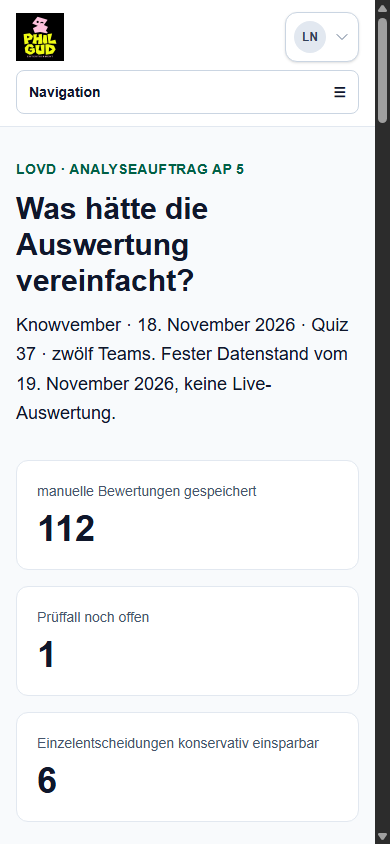 PHIL
GUD
LN
Navigation
LOVD · ANALYSEAUFTRAG AP 5
Was hätte die
Auswertung
vereinfacht?
Knowvember · 18. November 2026 · Quiz
37 · zwölf Teams. Fester Datenstand vom
19. November 2026, keine Live-
Auswertung.
manuelle Bewertungen gespeichert
112
Prüffall noch offen
1
Einzelentscheidungen konservativ einsparbar
6